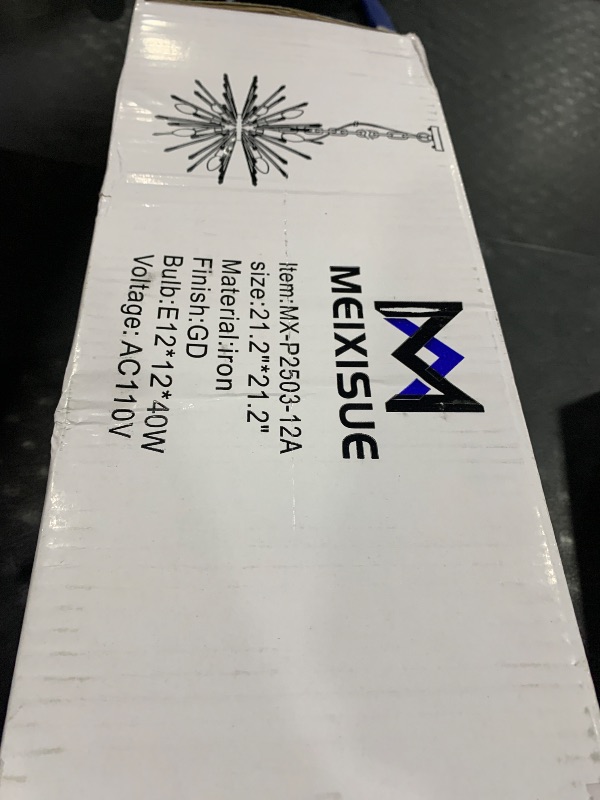 MEIXISUE
Item:MX-P2503-12A
size:21.2"*21.2"
Material:iron
Finish:GD
Bulb:E12*12*40W
Voltage: AC110V